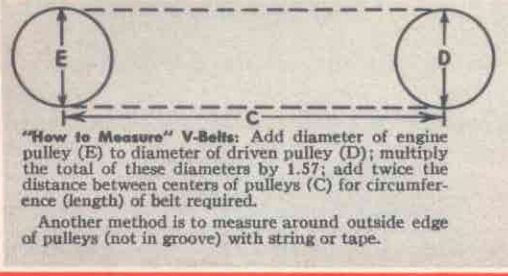 E
D
C
"How to Measure" V-Belts: Add diameter of engine
pulley (E) to diameter of driven pulley (D); multiply
the total of these diameters by 1.57; add twice the
distance between centers of pulleys (C) for circumfer-
ence (length) of belt required.
Another method is to measure around outside edge
of pulleys (not in groove) with string or tape.